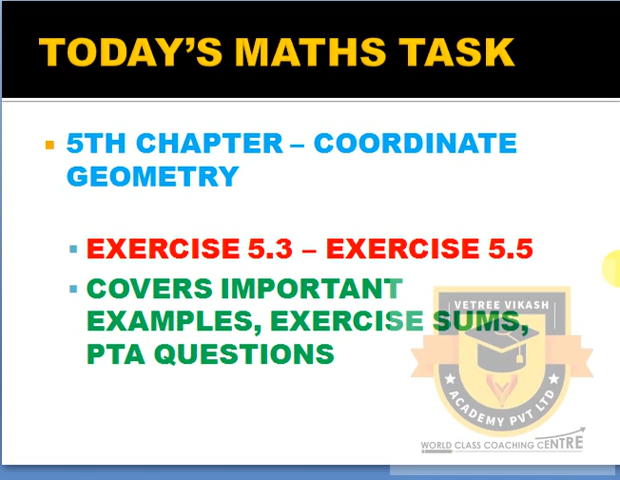 TODAY'S MATHS TASK
5TH CHAPTER – COORDINATE
GEOMETRY
EXERCISE 5.3 – EXERCISE 5.5
COVERS IMPORTANT
EXAMPLES, EXERCISE SUMS,
PTA QUESTIONS
VETREE VIKASH
ACADEMY PVT LTD
WORLD CLASS COACHING CENTRE